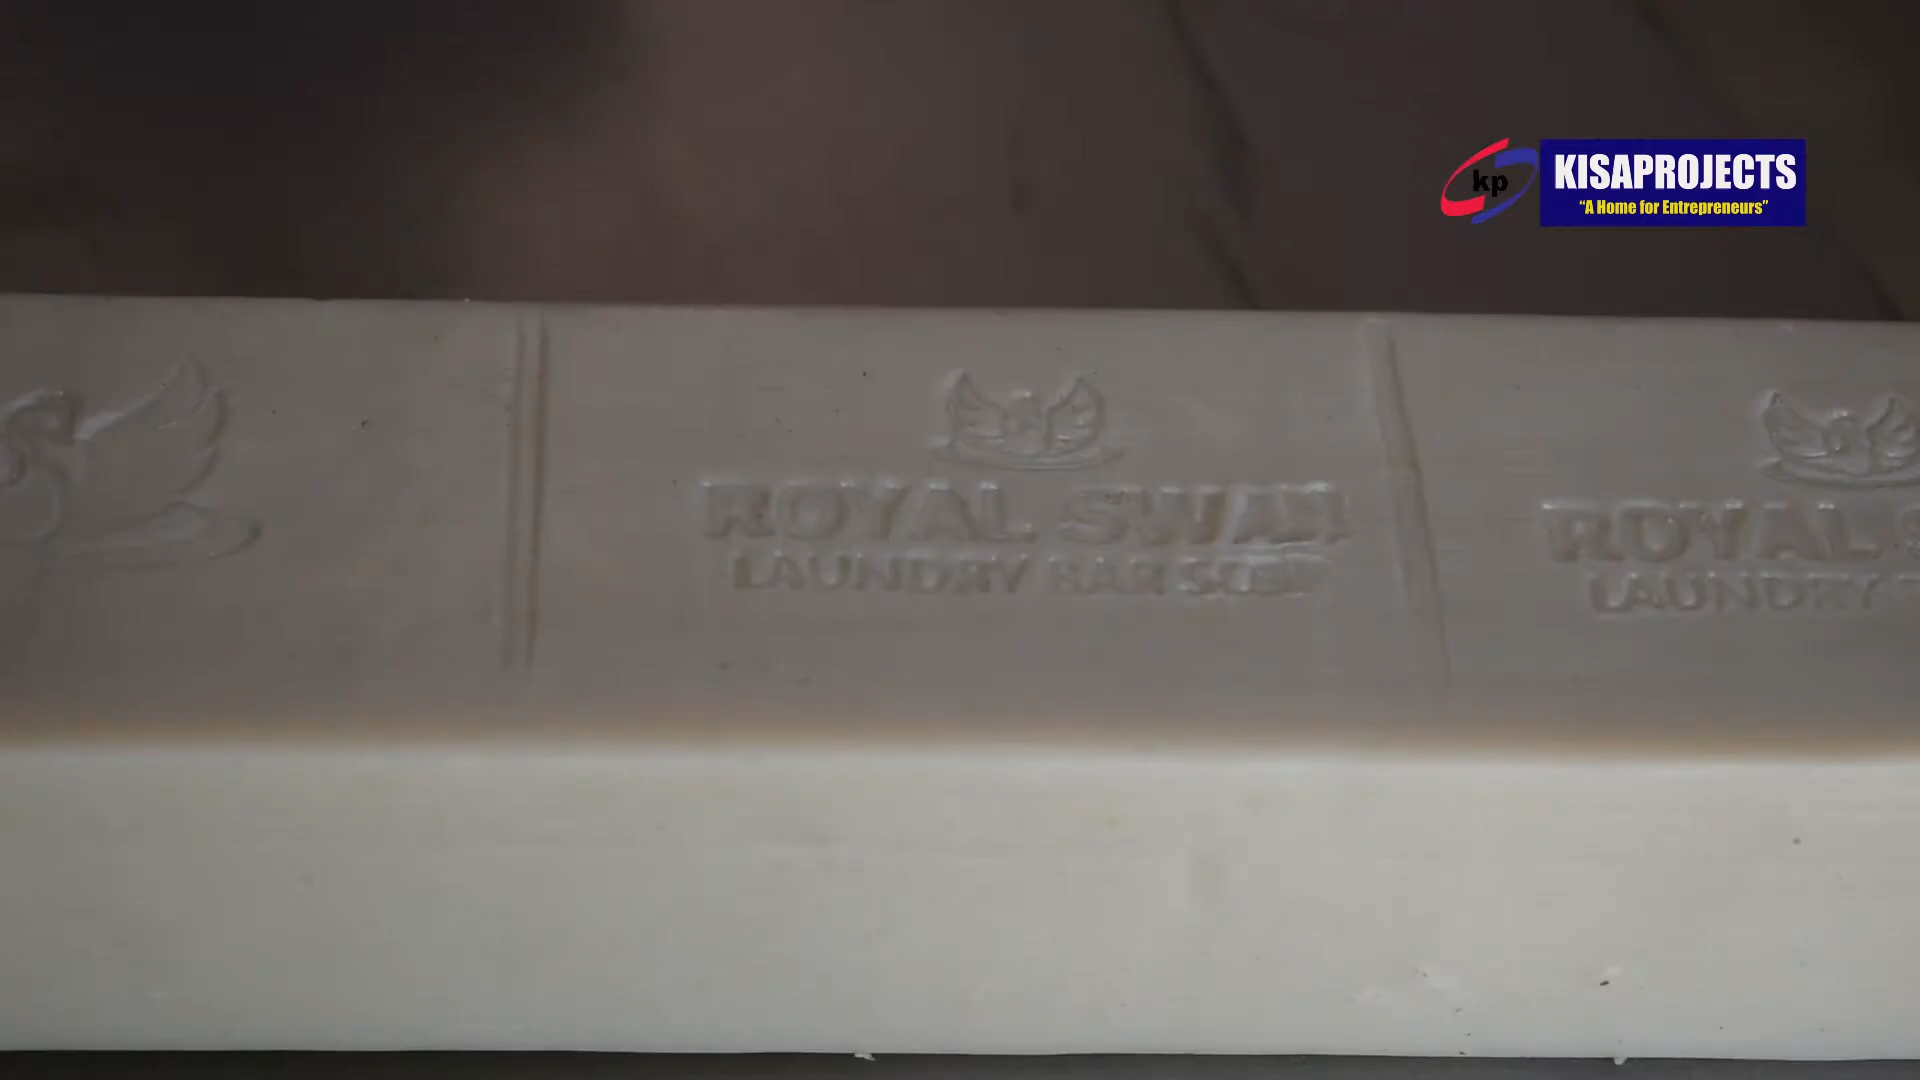 kp
KISAPROJECTS
“A Home for Entrepreneurs”
ROYAL SWAN
LAUNDRY BAR SOAP
ROYAL
LAUNDRY